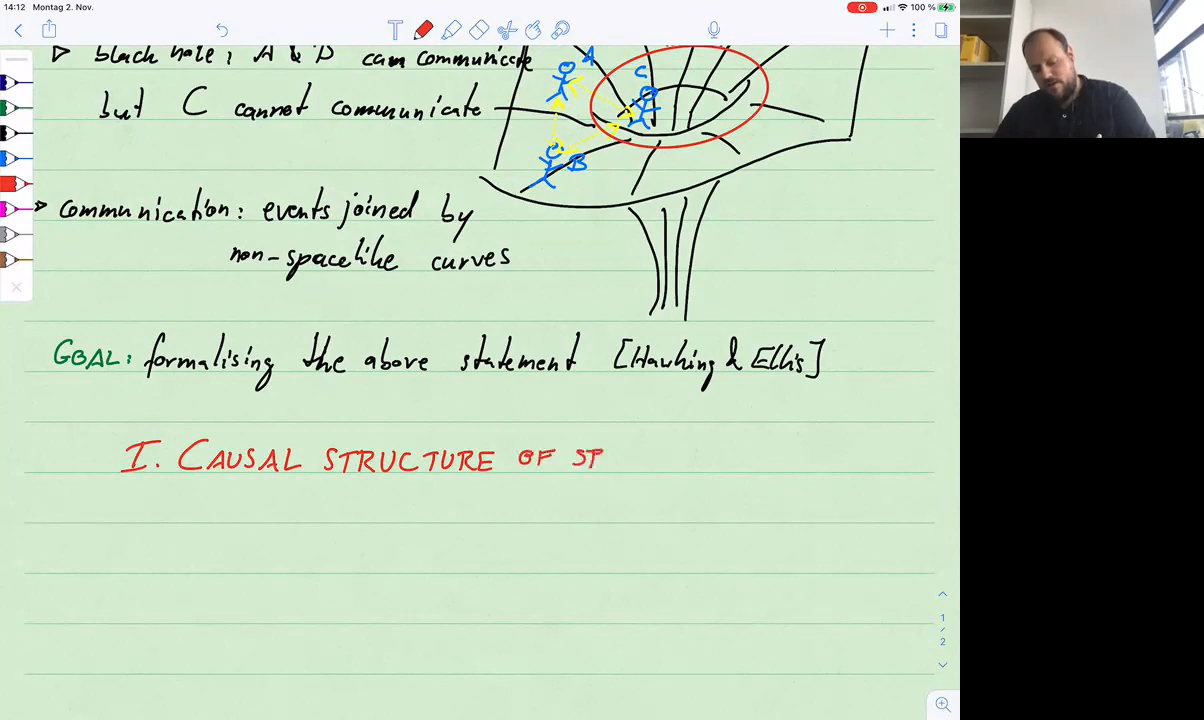 14:12 Montag 2. Nov.
100 %
▷ black hole: A & B can communicate
but C cannot communicate
A
C
B
▷ communication: events joined by
non-spacelike curves
GOAL: formalising the above statement [Hawking & Ellis]
I. CAUSAL STRUCTURE OF SP
1
/
2